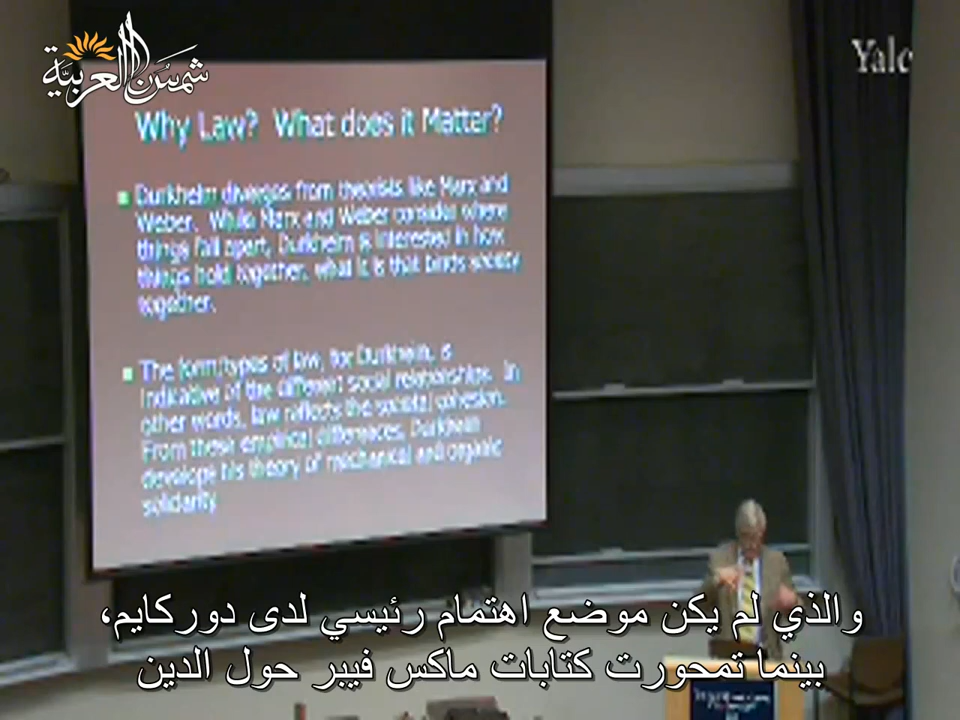 شمس العربية
Yale
Why Law? What does it Matter?
Durkheim diverges from theorists like Marx and
Weber. While Marx and Weber consider where
things fall apart, Durkheim is interested in how
things hold together, what it is that binds society
together.
The form/types of law, for Durkheim, is
indicative of the different social relationships. In
other words, law reflects the societal cohesion.
From these empirical differences, Durkheim
develops his theory of mechanical and organic
solidarity
والذي لم يكن موضع اهتمام رئيسي لدى دوركايم،
بينما تمحورت كتابات ماكس فيبر حول الدين